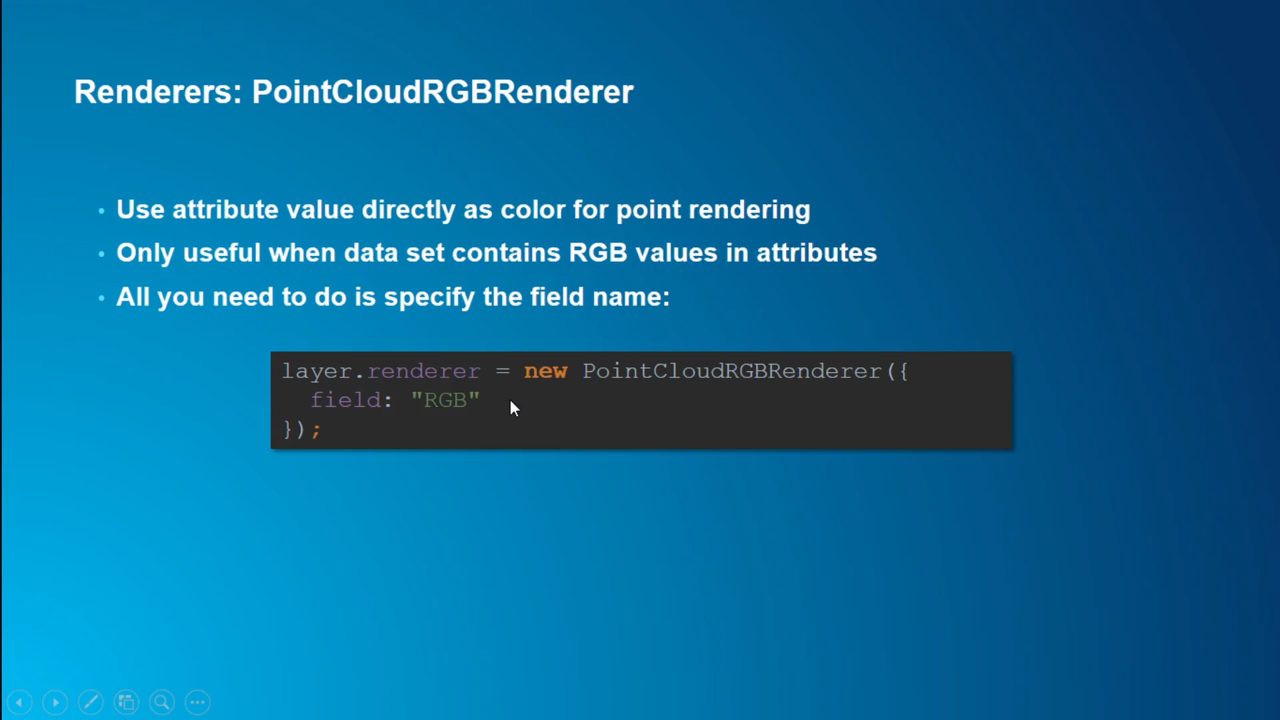 Renderers: PointCloudRGBRenderer
• Use attribute value directly as color for point rendering
• Only useful when data set contains RGB values in attributes
• All you need to do is specify the field name:
layer.renderer = new PointCloudRGBRenderer({
  field: "RGB"
});